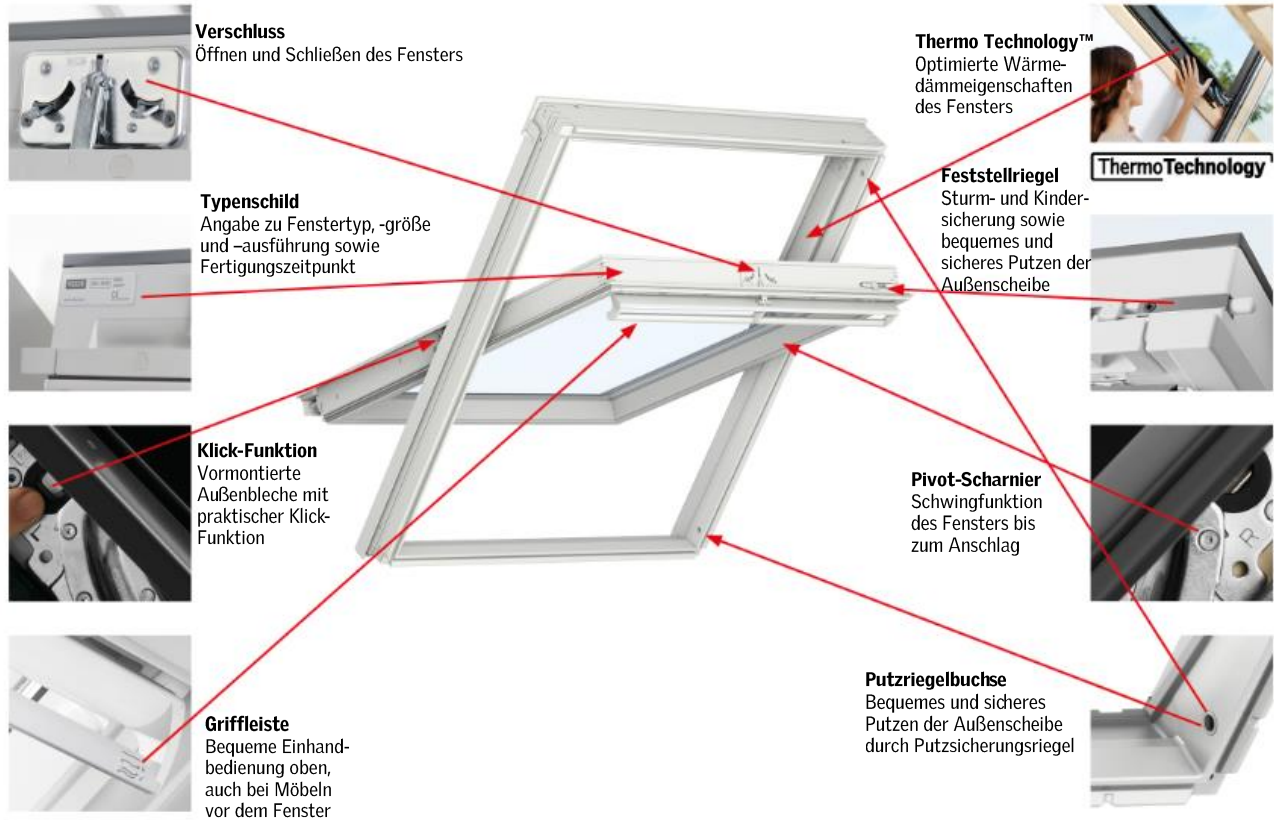 Verschluss
Öffnen und Schließen des Fensters
Typenschild
Angabe zu Fenstertyp, -größe
und –ausführung sowie
Fertigungszeitpunkt
Klick-Funktion
Vormontierte
Außenbleche mit
praktischer Klick-
Funktion
Griffleiste
Bequeme Einhand-
bedienung oben,
auch bei Möbeln
vor dem Fenster
Thermo Technology™
Optimierte Wärme-
dämmeigenschaften
des Fensters
ThermoTechnology
Feststellriegel
Sturm- und Kinder-
sicherung sowie
bequemes und
sicheres Putzen der
Außenscheibe
Pivot-Scharnier
Schwingfunktion
des Fensters bis
zum Anschlag
R
Putzriegelbuchse
Bequemes und sicheres
Putzen der Außenscheibe
durch Putzsicherungsriegel